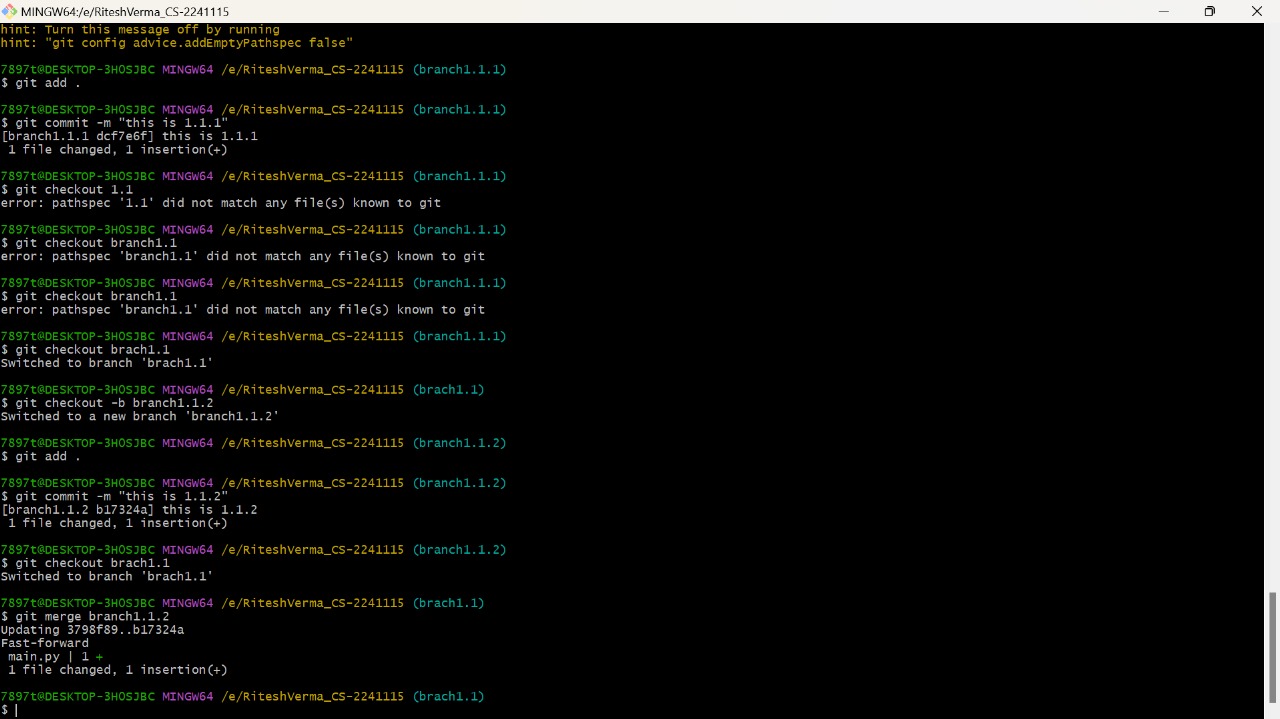 MINGW64:/e/RiteshVerma_CS-2241115
hint: Turn this message off by running
hint: "git config advice.addEmptyPathspec false"
7897t@DESKTOP-3HOSJBC MINGW64 /e/RiteshVerma_CS-2241115 (branch1.1.1)
$ git add .
7897t@DESKTOP-3HOSJBC MINGW64 /e/RiteshVerma_CS-2241115 (branch1.1.1)
$ git commit -m "this is 1.1.1"
[branch1.1.1 dcf7e6f] this is 1.1.1
 1 file changed, 1 insertion(+)
7897t@DESKTOP-3HOSJBC MINGW64 /e/RiteshVerma_CS-2241115 (branch1.1.1)
$ git checkout 1.1
error: pathspec '1.1' did not match any file(s) known to git
7897t@DESKTOP-3HOSJBC MINGW64 /e/RiteshVerma_CS-2241115 (branch1.1.1)
$ git checkout branch1.1
error: pathspec 'branch1.1' did not match any file(s) known to git
7897t@DESKTOP-3HOSJBC MINGW64 /e/RiteshVerma_CS-2241115 (branch1.1.1)
$ git checkout branch1.1
error: pathspec 'branch1.1' did not match any file(s) known to git
7897t@DESKTOP-3HOSJBC MINGW64 /e/RiteshVerma_CS-2241115 (branch1.1.1)
$ git checkout brach1.1
Switched to branch 'brach1.1'
7897t@DESKTOP-3HOSJBC MINGW64 /e/RiteshVerma_CS-2241115 (brach1.1)
$ git checkout -b branch1.1.2
Switched to a new branch 'branch1.1.2'
7897t@DESKTOP-3HOSJBC MINGW64 /e/RiteshVerma_CS-2241115 (branch1.1.2)
$ git add .
7897t@DESKTOP-3HOSJBC MINGW64 /e/RiteshVerma_CS-2241115 (branch1.1.2)
$ git commit -m "this is 1.1.2"
[branch1.1.2 b17324a] this is 1.1.2
 1 file changed, 1 insertion(+)
7897t@DESKTOP-3HOSJBC MINGW64 /e/RiteshVerma_CS-2241115 (branch1.1.2)
$ git checkout brach1.1
Switched to branch 'brach1.1'
7897t@DESKTOP-3HOSJBC MINGW64 /e/RiteshVerma_CS-2241115 (brach1.1)
$ git merge branch1.1.2
Updating 3798f89..b17324a
Fast-forward
 main.py | 1 +
 1 file changed, 1 insertion(+)
7897t@DESKTOP-3HOSJBC MINGW64 /e/RiteshVerma_CS-2241115 (brach1.1)
$